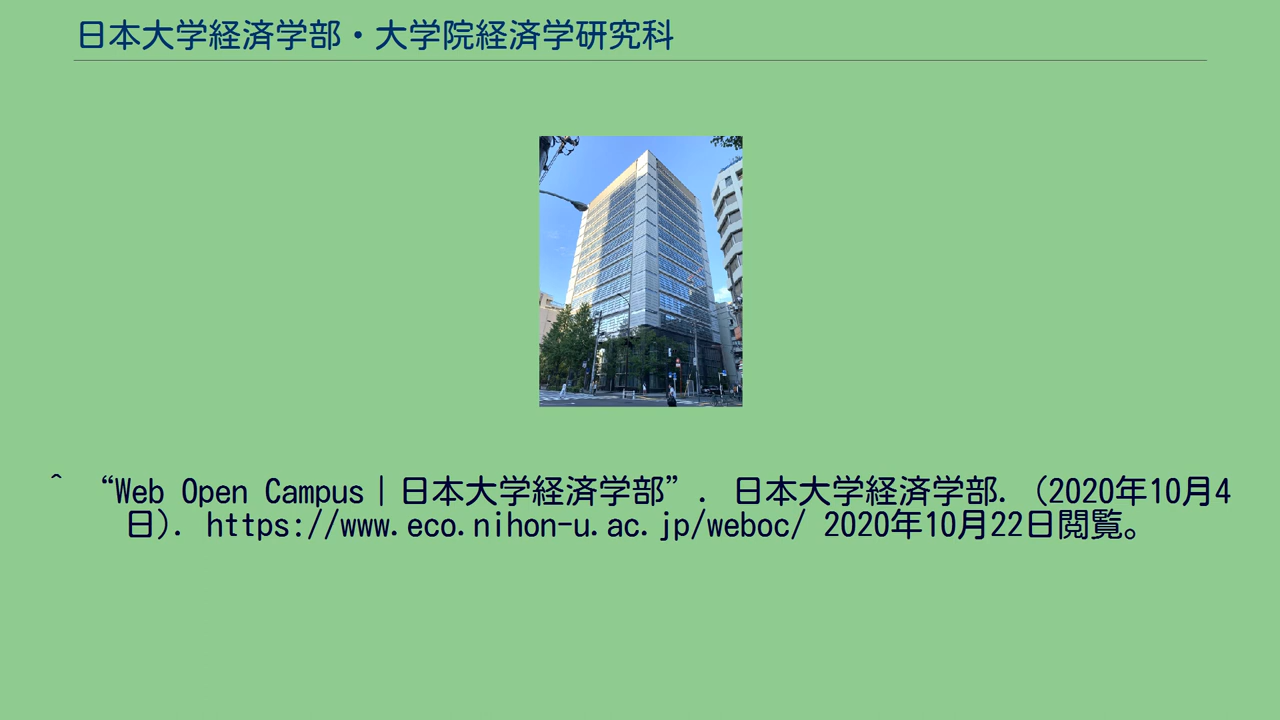 日本大学経済学部・大学院経済学研究科
^ “Web Open Campus｜日本大学経済学部”. 日本大学経済学部. (2020年10月4
日). https://www.eco.nihon-u.ac.jp/weboc/ 2020年10月22日閲覧。